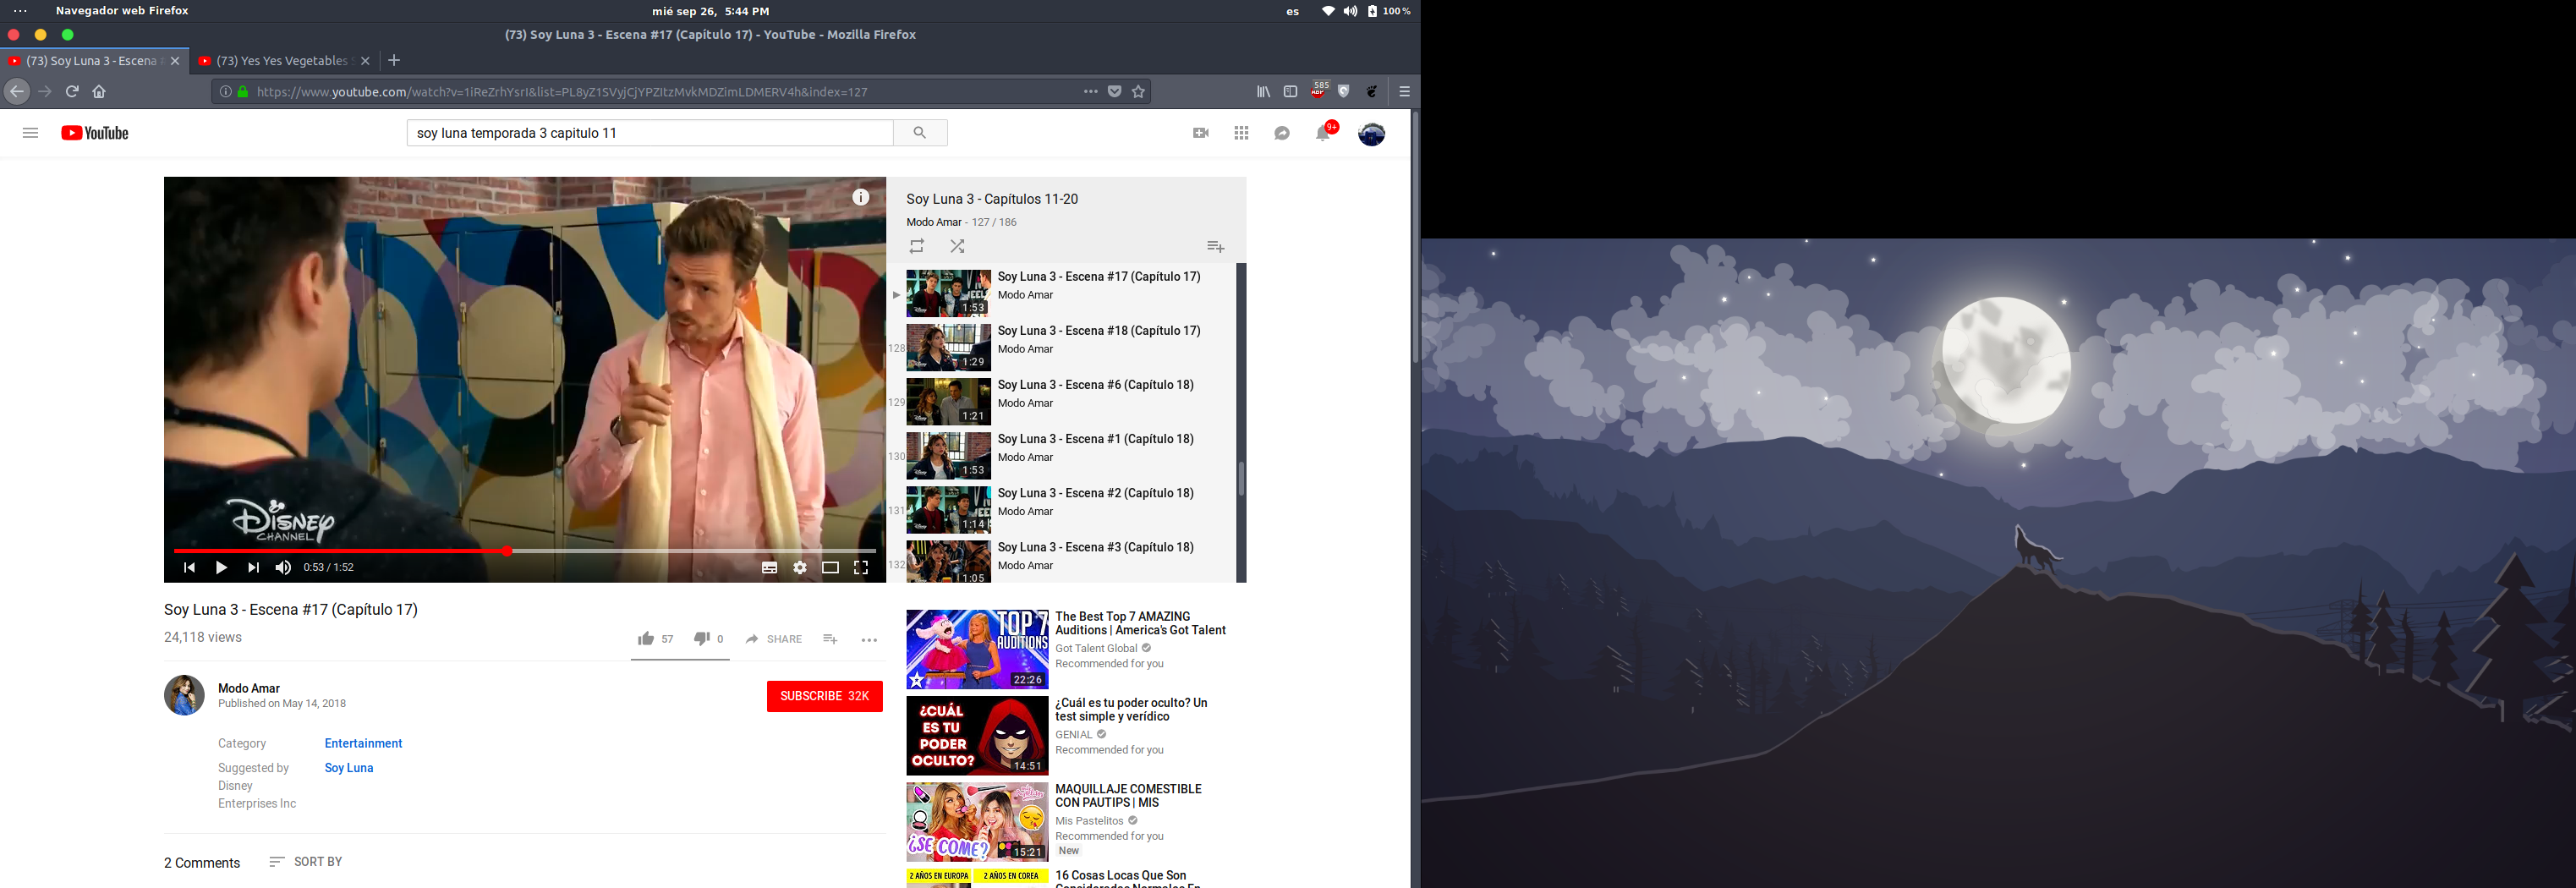 Navegador web Firefox
mié sep 26, 5:44 PM
es
100 %
(73) Soy Luna 3 - Escena #17 (Capítulo 17) - YouTube - Mozilla Firefox
(73) Soy Luna 3 - Escena #
(73) Yes Yes Vegetables S
https://www.youtube.com/watch?v=1iReZrhYsrI&list=PL8yZ1SVyjCjYPZItzMvkMDZimLDMERV4h&index=127
585
ABP
YouTube
soy luna temporada 3 capitulo 11
9+
DISNEY
CHANNEL
0:53 / 1:52
Soy Luna 3 - Capítulos 11-20
Modo Amar - 127 / 186
Soy Luna 3 - Escena #17 (Capítulo 17)
Modo Amar
1:53
128
Soy Luna 3 - Escena #18 (Capítulo 17)
Modo Amar
1:29
129
Soy Luna 3 - Escena #6 (Capítulo 18)
Modo Amar
1:21
130
Soy Luna 3 - Escena #1 (Capítulo 18)
Modo Amar
1:53
131
Soy Luna 3 - Escena #2 (Capítulo 18)
Modo Amar
1:14
132
Soy Luna 3 - Escena #3 (Capítulo 18)
Modo Amar
1:05
Soy Luna 3 - Escena #17 (Capítulo 17)
24,118 views
57
0
SHARE
Modo Amar
Published on May 14, 2018
SUBSCRIBE 32K
Category
Entertainment
Suggested by
Disney
Enterprises Inc
Soy Luna
2 Comments
SORT BY
TOP 7
AUDITIONS
22:26
The Best Top 7 AMAZING
Auditions | America's Got Talent
Got Talent Global
Recommended for you
¿CUÁL
ES TU
PODER
OCULTO?
14:51
¿Cuál es tu poder oculto? Un
test simple y verídico
GENIAL
Recommended for you
¿SE COME?
15:21
MAQUILLAJE COMESTIBLE
CON PAUTIPS | MIS
Mis Pastelitos
Recommended for you
New
2 AÑOS EN EUROPA
2 AÑOS EN COREA
16 Cosas Locas Que Son
Consideradas Normales En